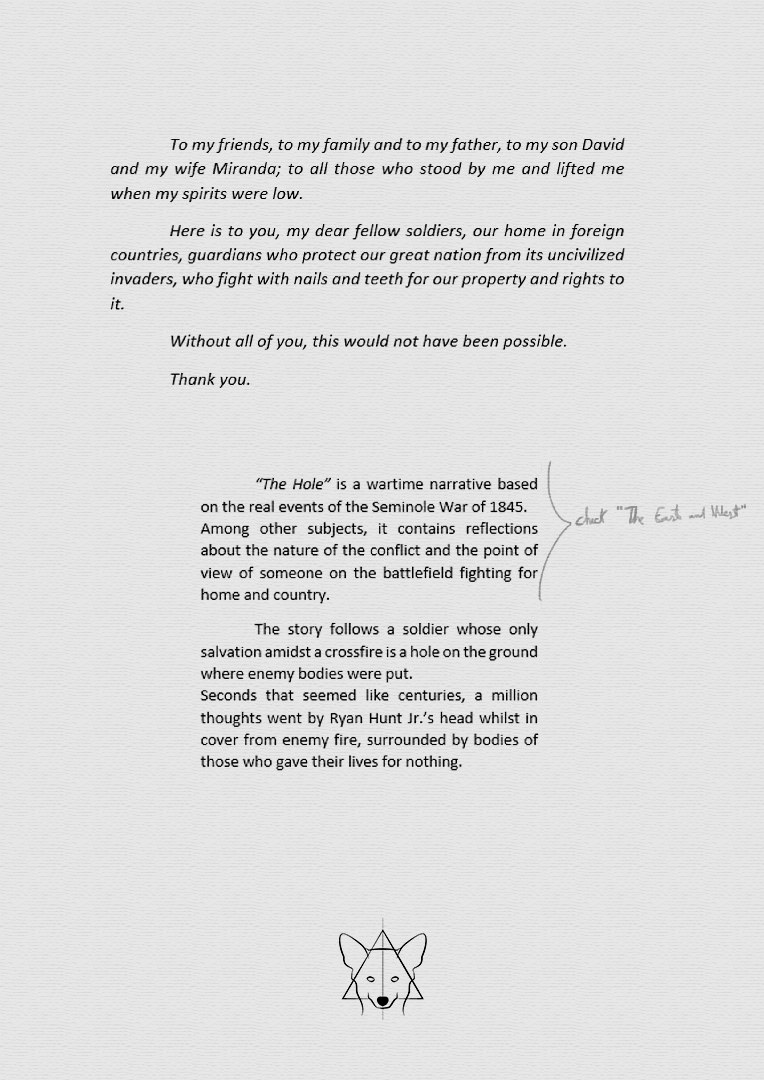 To my friends, to my family and to my father, to my son David
and my wife Miranda; to all those who stood by me and lifted me
when my spirits were low.
Here is to you, my dear fellow soldiers, our home in foreign
countries, guardians who protect our great nation from its uncivilized
invaders, who fight with nails and teeth for our property and rights to
it.
Without all of you, this would not have been possible.
Thank you.
“The Hole” is a wartime narrative based
on the real events of the Seminole War of 1845.
check "The East and West"
Among other subjects, it contains reflections
about the nature of the conflict and the point of
view of someone on the battlefield fighting for
home and country.
The story follows a soldier whose only
salvation amidst a crossfire is a hole on the ground
where enemy bodies were put.
Seconds that seemed like centuries, a million
thoughts went by Ryan Hunt Jr.’s head whilst in
cover from enemy fire, surrounded by bodies of
those who gave their lives for nothing.